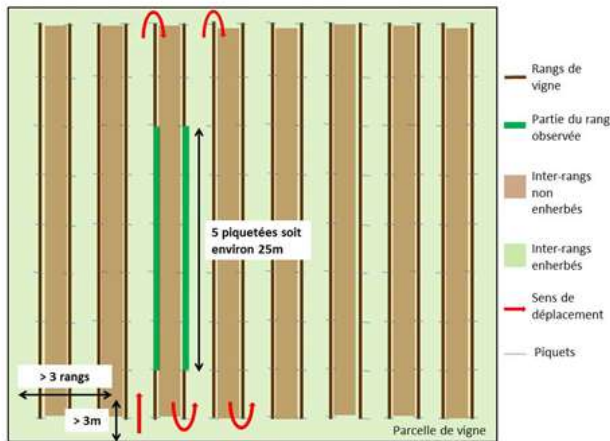 5 piquetées soit
environ 25m
> 3 rangs
> 3m
Parcelle de vigne
Rangs de
vigne
Partie du rang
observée
Inter-rangs
non
enherbés
Inter-rangs
enherbés
Sens de
déplacement
Piquets